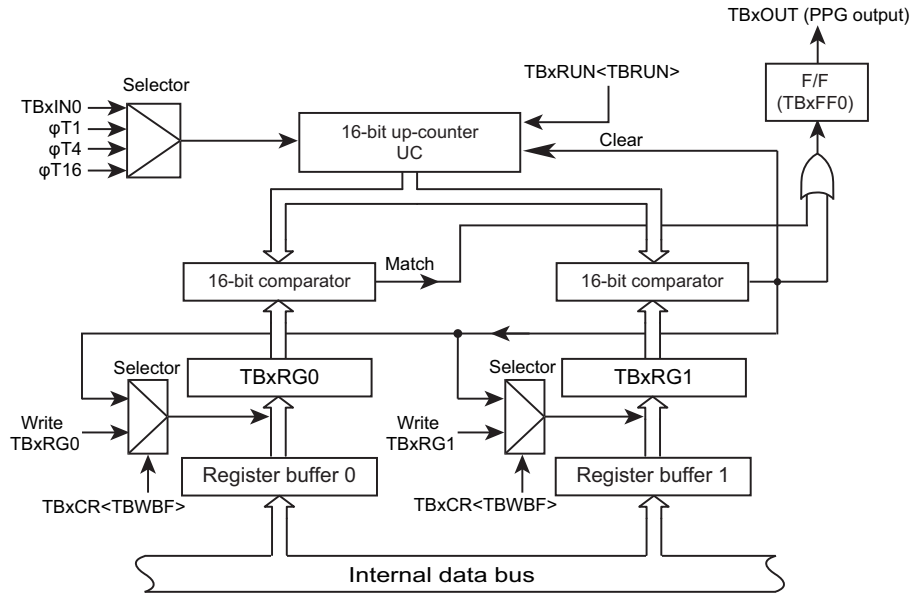 TBxOUT (PPG output)
F/F
(TBxFF0)
Selector
TBxRUN<TBRUN>
TBxIN0
φT1
φT4
φT16
16-bit up-counter
UC
Clear
16-bit comparator
Match
16-bit comparator
Selector
TBxRG0
Selector
TBxRG1
Write
TBxRG0
Write
TBxRG1
Register buffer 0
Register buffer 1
TBxCR<TBWBF>
TBxCR<TBWBF>
Internal data bus